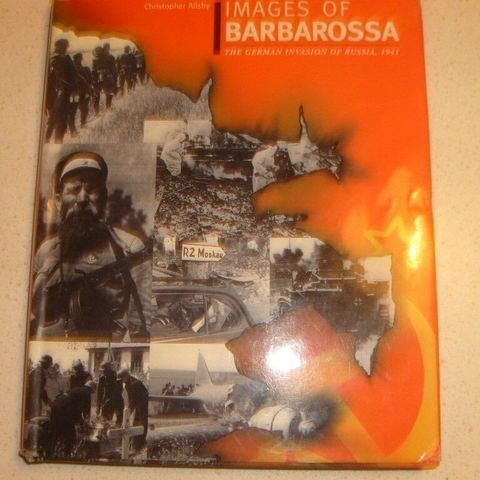 Christopher Ailsby
IMAGES OF
BARBAROSSA
THE GERMAN INVASION OF RUSSIA, 1941
R2 Moskau